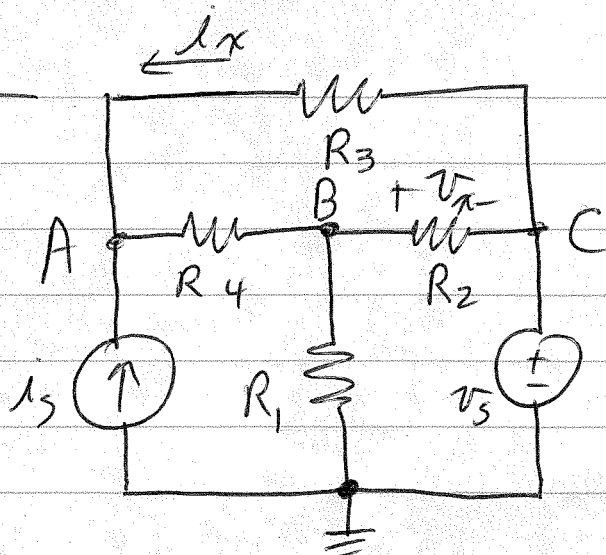 ix
R3
B
+ vx -
A
C
R4
R2
is
R1
+
-
vs